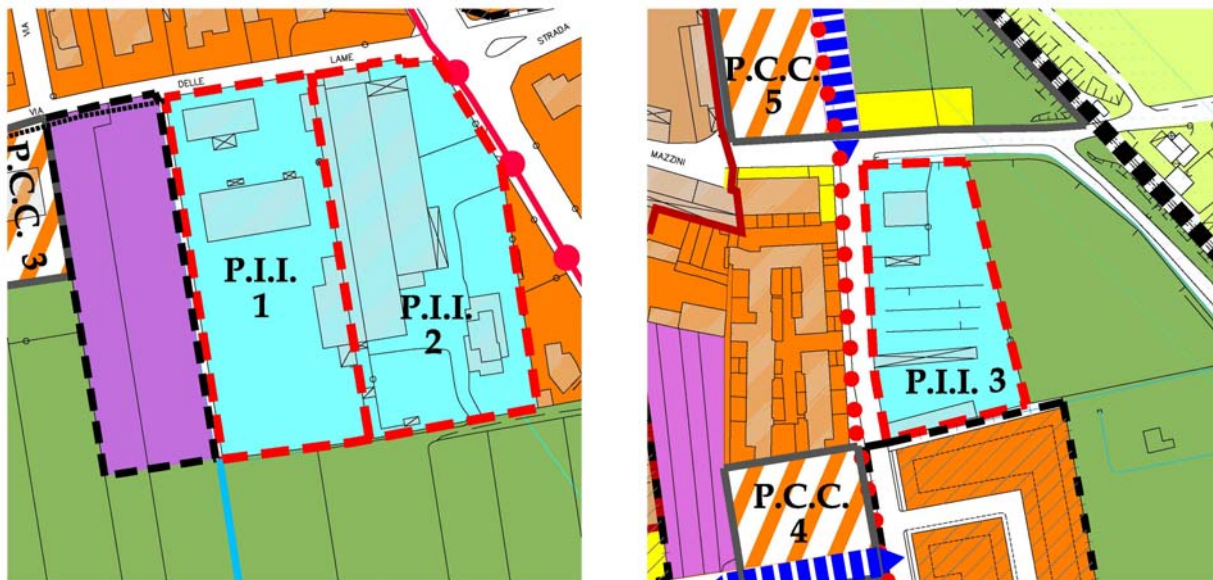 VIA
VIA DELLE LAME
STRADA
P.C.C. 3
P.I.I.
1
P.I.I.
2
P.C.C.
5
MAZZINI
P.I.I. 3
P.C.C.
4